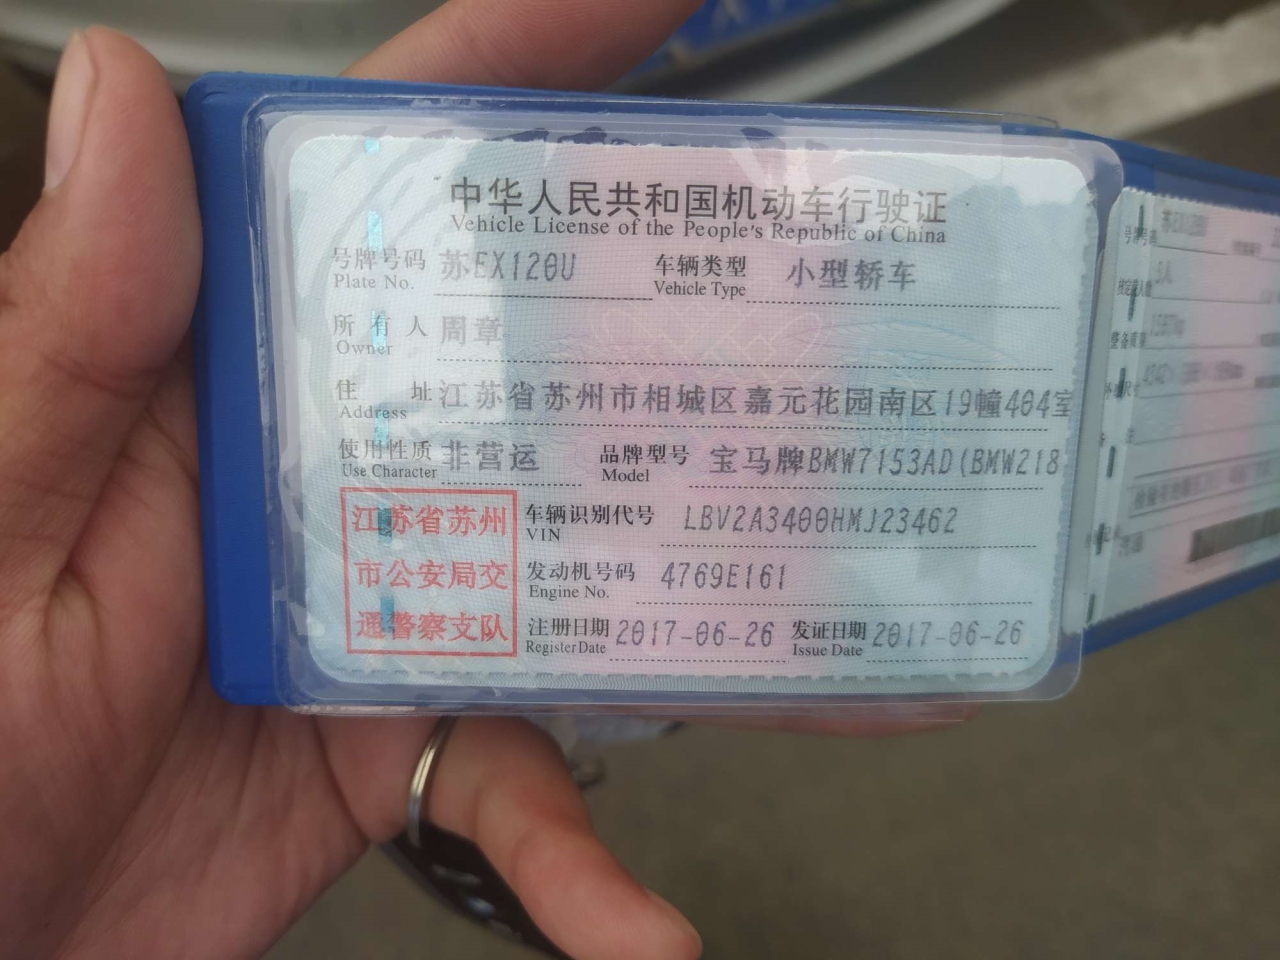 中华人民共和国机动车行驶证
Vehicle License of the People's Republic of China
号牌号码 苏EX120U 车辆类型 小型轿车
Plate No. Vehicle Type
所有人 周章
Owner
住址 江苏省苏州市相城区嘉元花园南区19幢404室
Address
使用性质 非营运 品牌型号 宝马牌BMW7153AD(BMW218
Use Character Model
江苏省苏州
市公安局交
通警察支队
车辆识别代号 LBV2A3400HMJ23462
VIN
发动机号码 4769E161
Engine No.
注册日期 2017-06-26 发证日期 2017-06-26
Register Date Issue Date